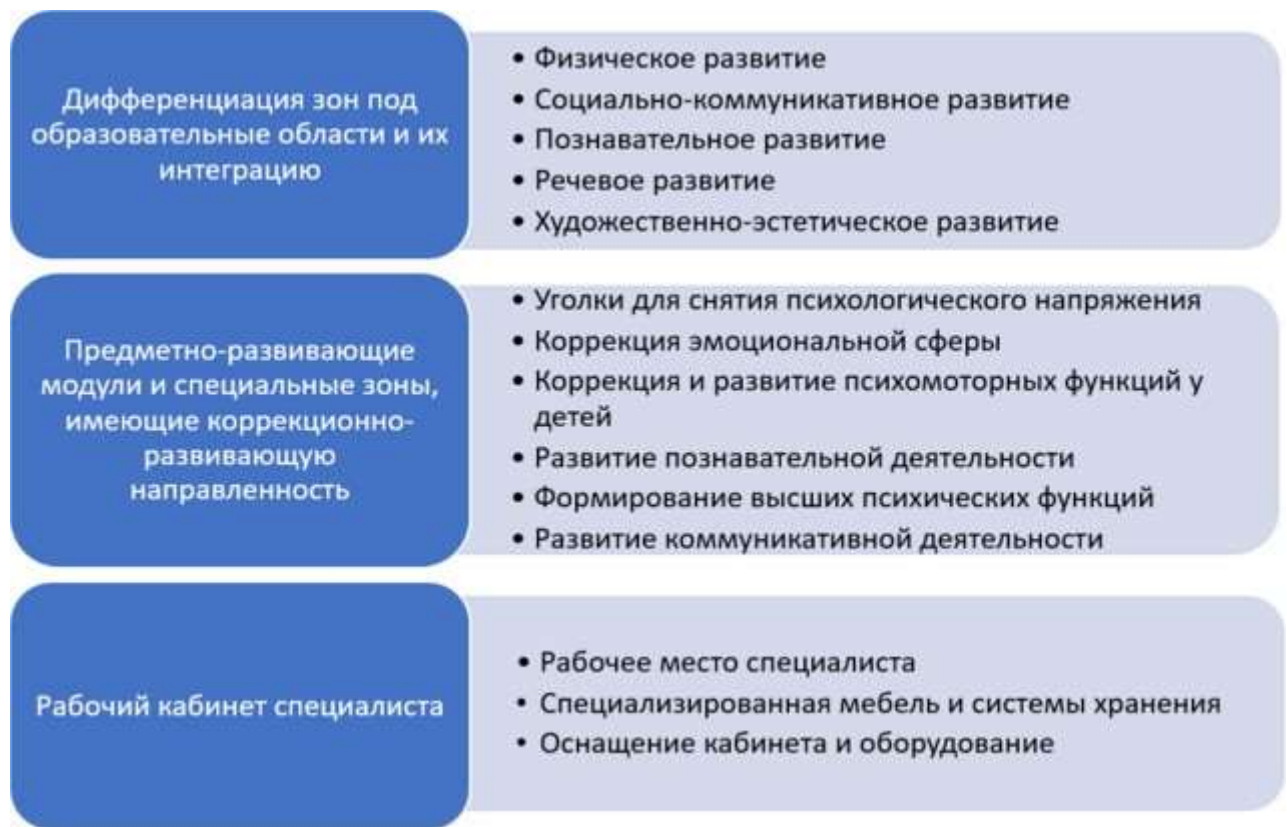 Дифференциация зон под
образовательные области и их
интеграцию
• Физическое развитие
• Социально-коммуникативное развитие
• Познавательное развитие
• Речевое развитие
• Художественно-эстетическое развитие
Предметно-развивающие
модули и специальные зоны,
имеющие коррекционно-
развивающую
направленность
• Уголки для снятия психологического напряжения
• Коррекция эмоциональной сферы
• Коррекция и развитие психомоторных функций у
детей
• Развитие познавательной деятельности
• Формирование высших психических функций
• Развитие коммуникативной деятельности
Рабочий кабинет специалиста
• Рабочее место специалиста
• Специализированная мебель и системы хранения
• Оснащение кабинета и оборудование